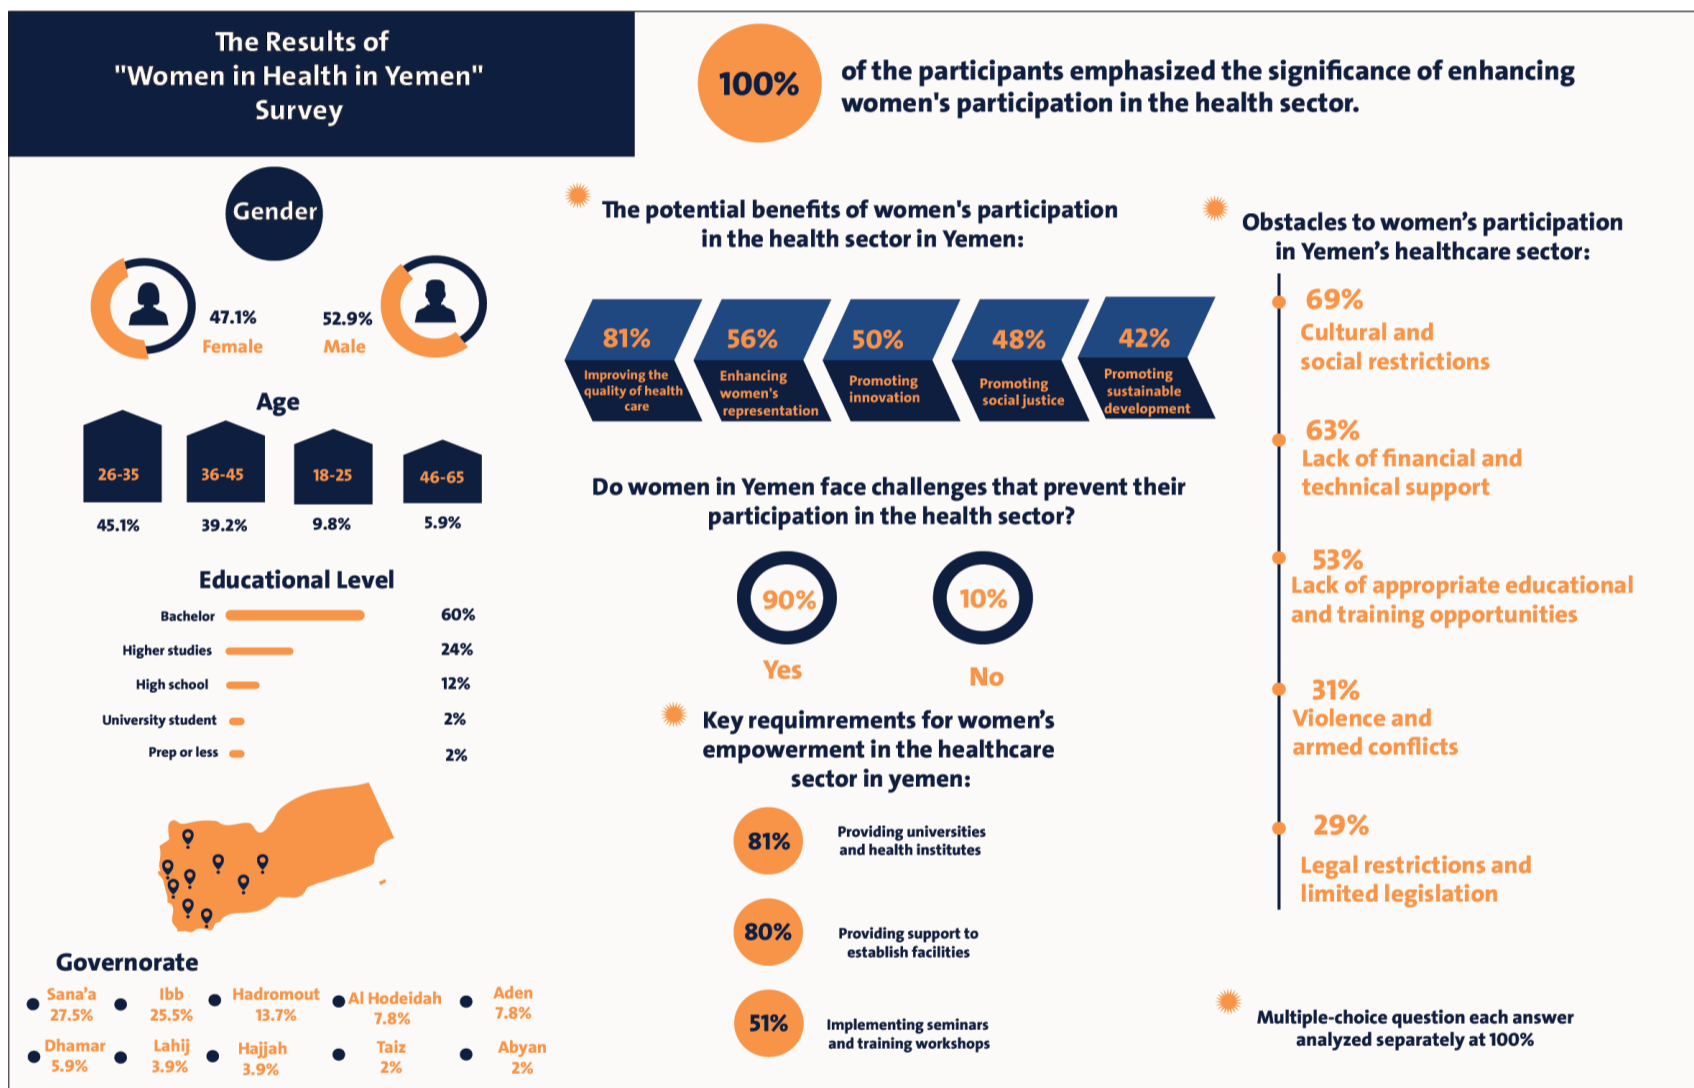 The Results of
"Women in Health in Yemen"
Survey
100%
of the participants emphasized the significance of enhancing
women's participation in the health sector.
Gender
47.1%
Female
52.9%
Male
Age
26-35
36-45
18-25
46-65
45.1%
39.2%
9.8%
5.9%
Educational Level
Bachelor 60%
Higher studies 24%
High school 12%
University student 2%
Prep or less 2%
Governorate
Sana'a
27.5%
Ibb
25.5%
Hadromout
13.7%
Al Hodeidah
7.8%
Aden
7.8%
Dhamar
5.9%
Lahij
3.9%
Hajjah
3.9%
Taiz
2%
Abyan
2%
The potential benefits of women's participation
in the health sector in Yemen:
81%
Improving the
quality of health
care
56%
Enhancing
women's
representation
50%
Promoting
innovation
48%
Promoting
social justice
42%
Promoting
sustainable
development
Do women in Yemen face challenges that prevent their
participation in the health sector?
90%
Yes
10%
No
Key requimrements for women's
empowerment in the healthcare
sector in yemen:
81%
Providing universities
and health institutes
80%
Providing support to
establish facilities
51%
Implementing seminars
and training workshops
Obstacles to women's participation
in Yemen's healthcare sector:
69%
Cultural and
social restrictions
63%
Lack of financial and
technical support
53%
Lack of appropriate educational
and training opportunities
31%
Violence and
armed conflicts
29%
Legal restrictions and
limited legislation
Multiple-choice question each answer
analyzed separately at 100%